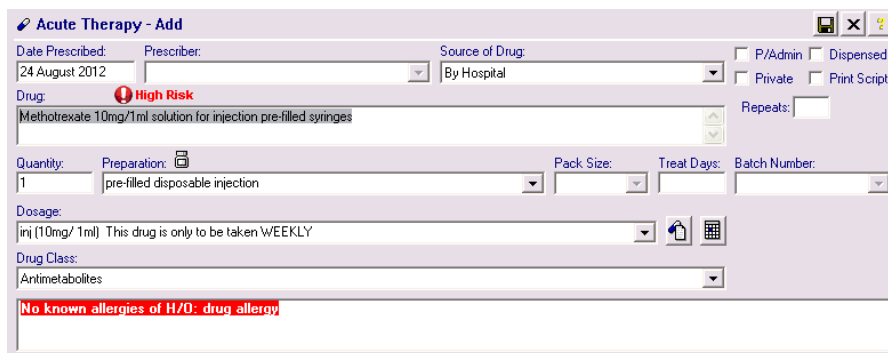 Acute Therapy - Add
Date Prescribed: Prescriber: Source of Drug:
P/Admin Dispensed
24 August 2012 By Hospital
Private Print Script
Drug: High Risk
Repeats:
Methotrexate 10mg/1ml solution for injection pre-filled syringes
Quantity: Preparation: Pack Size: Treat Days: Batch Number:
1 pre-filled disposable injection
Dosage:
inj (10mg/ 1ml) This drug is only to be taken WEEKLY
Drug Class:
Antimetabolites
No known allergies of H/O: drug allergy